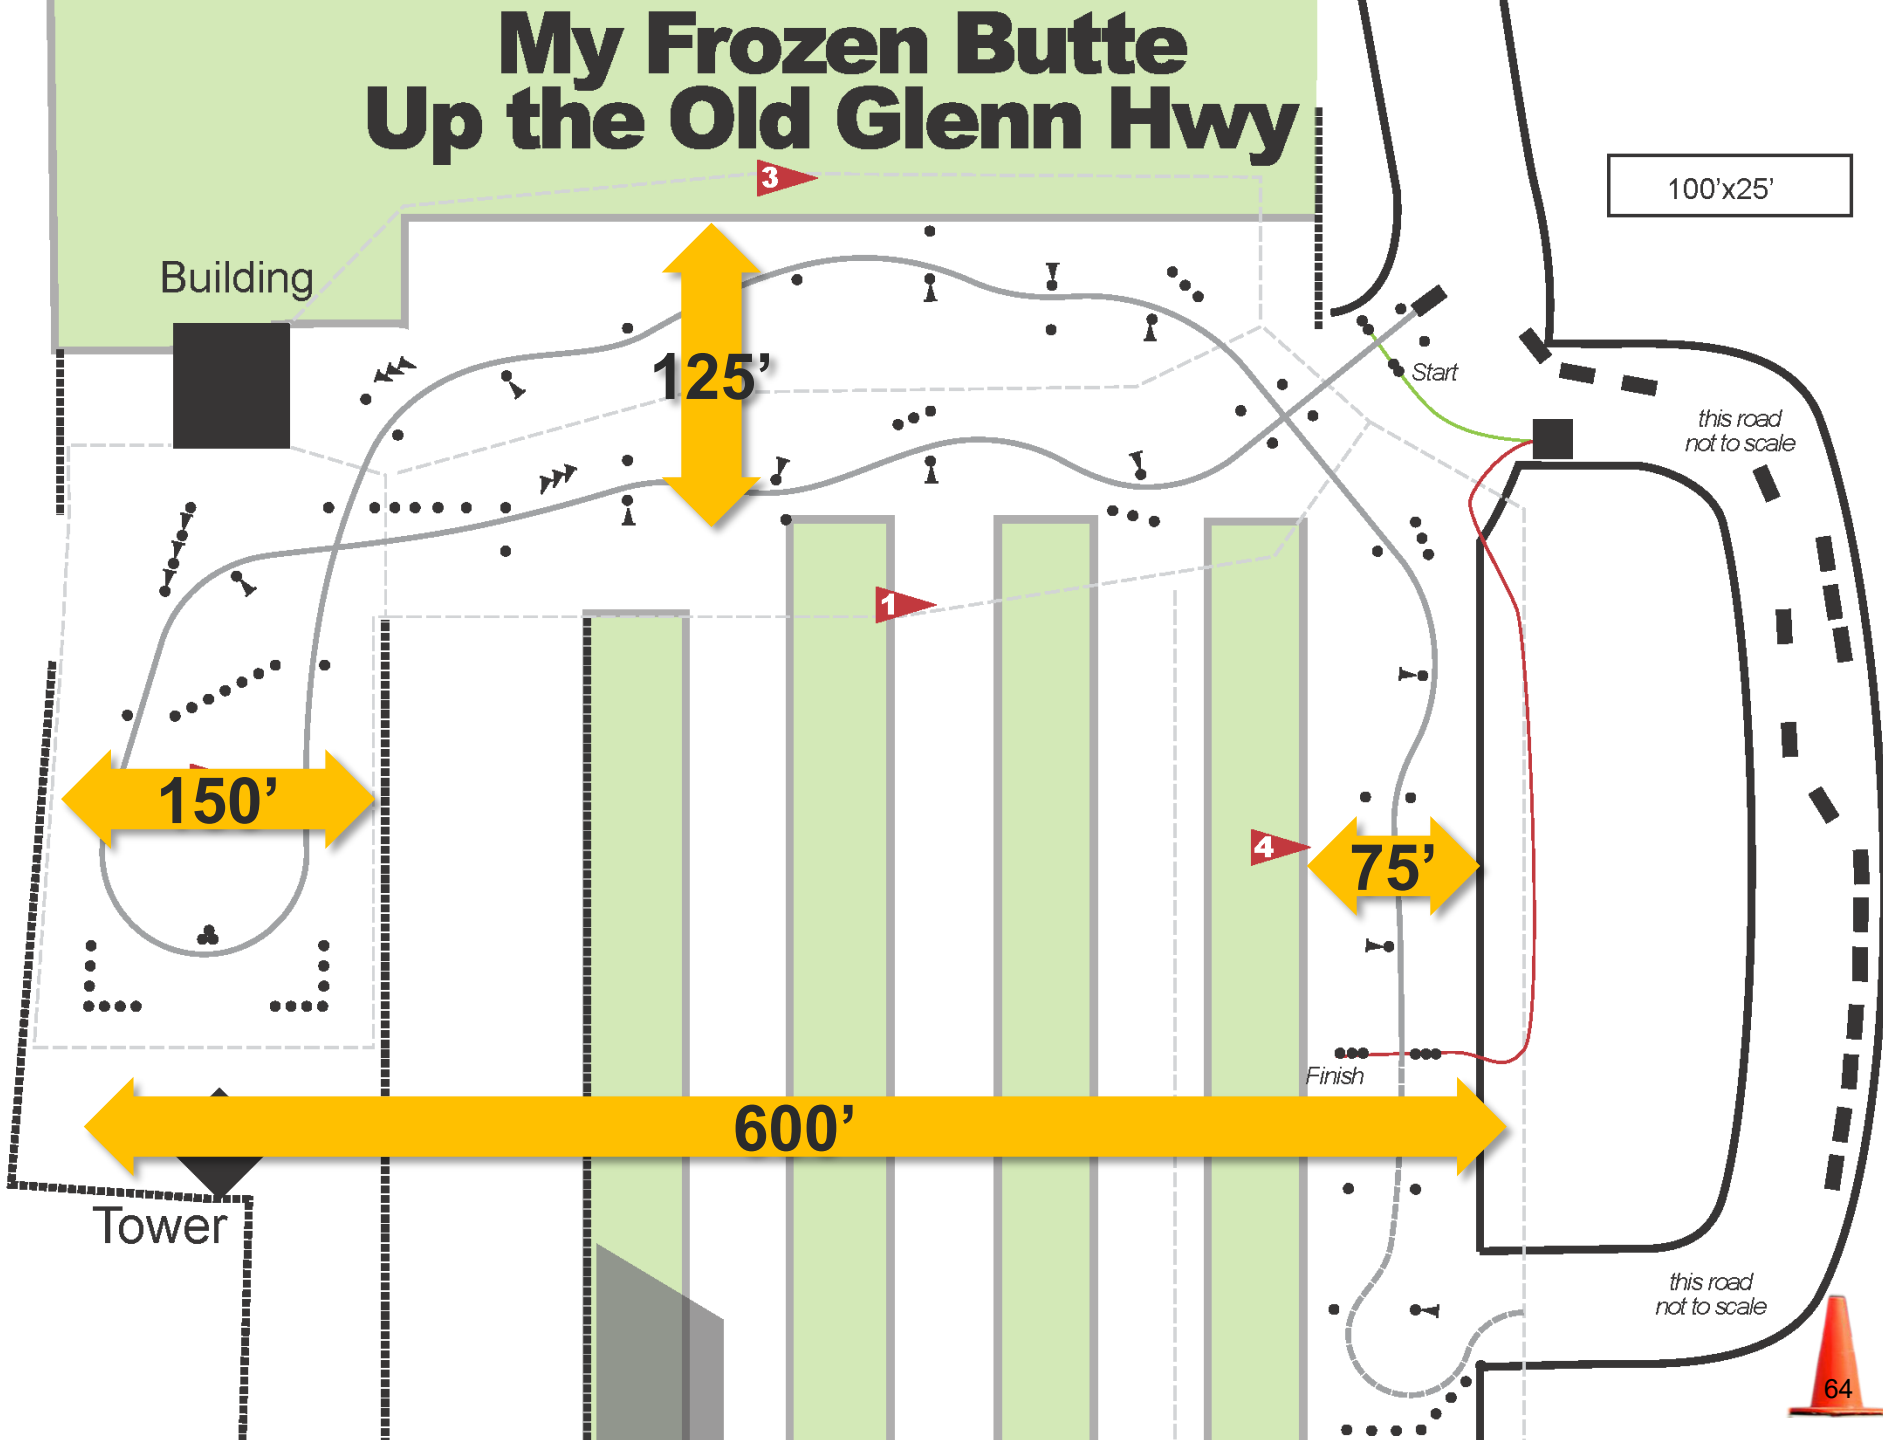 My Frozen Butte
Up the Old Glenn Hwy
3
100'x25'
Building
125’
Start
this road
not to scale
1
150’
4
75’
Finish
600’
Tower
this road
not to scale
64